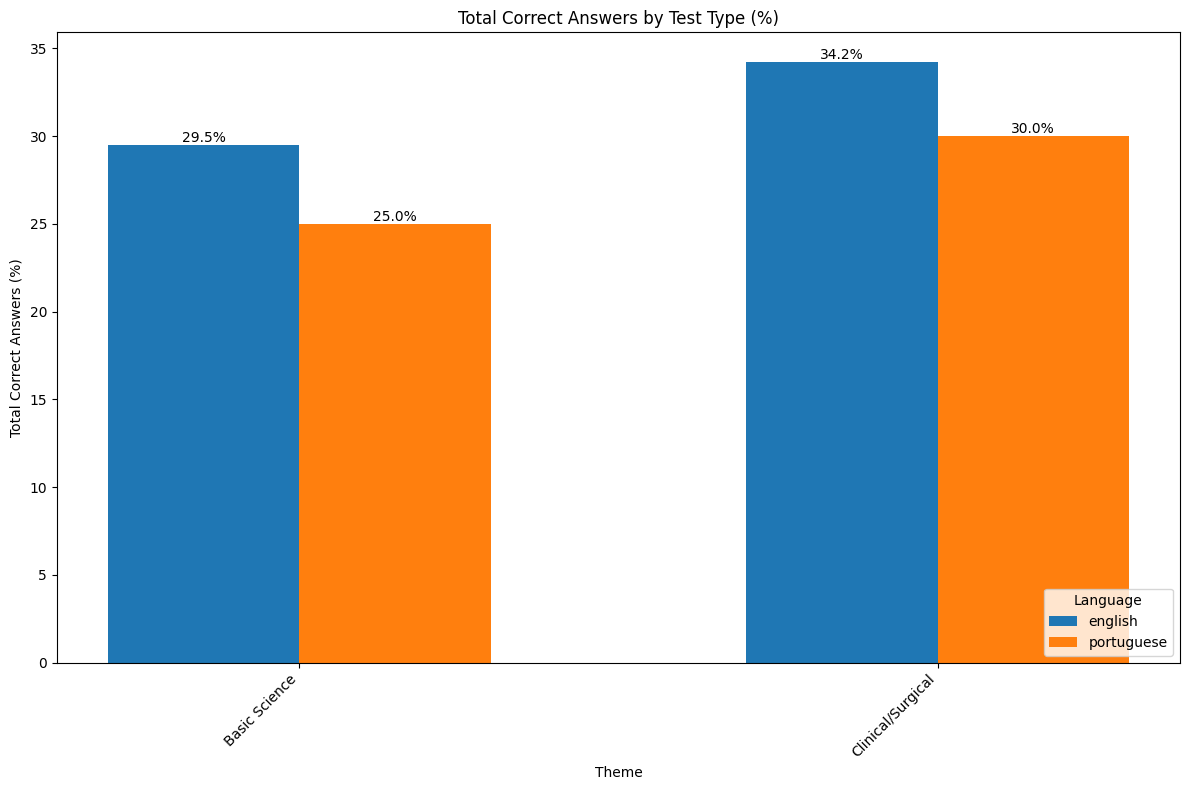 Total Correct Answers by Test Type (%)
Total Correct Answers (%)
35
30
25
20
15
10
5
0
29.5%
25.0%
34.2%
30.0%
Language
english
portuguese
Basic Science
Clinical/Surgical
Theme